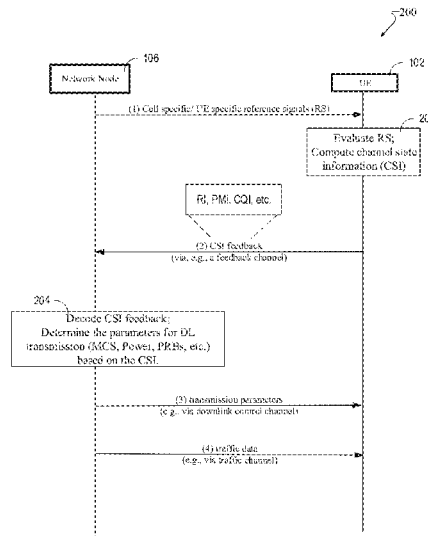 200
106
102
Network Node
UE
(1) Cell specific/ UE specific reference signals (RS)
20
Evaluate RS;
Compute channel state
information (CSI)
RI, PMI, CQI, etc.
(2) CSI feedback
(via, e.g., a feedback channel)
204
Decode CSI feedback;
Determine the parameters for DL
transmission (MCS, Power, PRBs, etc.)
based on the CSI.
(3) transmission parameters
(e.g., via downlink control channel)
(4) traffic data
(e.g., via traffic channel)